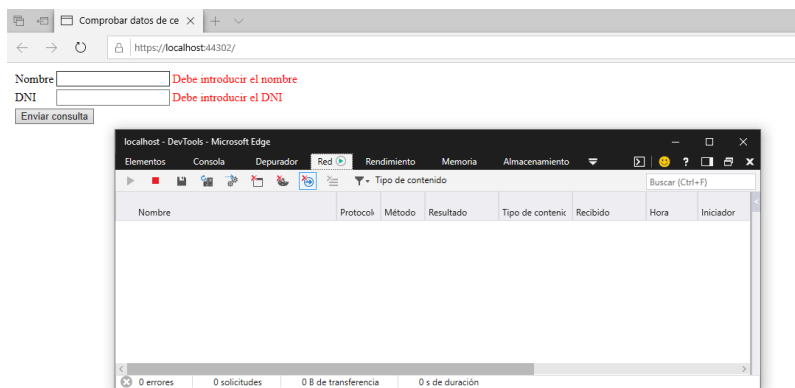 Comprobar datos de ce
https://localhost:44302/
Nombre Debe introducir el nombre
DNI Debe introducir el DNI
Enviar consulta
localhost - DevTools - Microsoft Edge
Elementos Consola Depurador Red Rendimiento Memoria Almacenamiento
Tipo de contenido Buscar (Ctrl+F)
Nombre Protocolo Método Resultado Tipo de contenic Recibido Hora Iniciador
0 errores 0 solicitudes 0 B de transferencia 0 s de duración